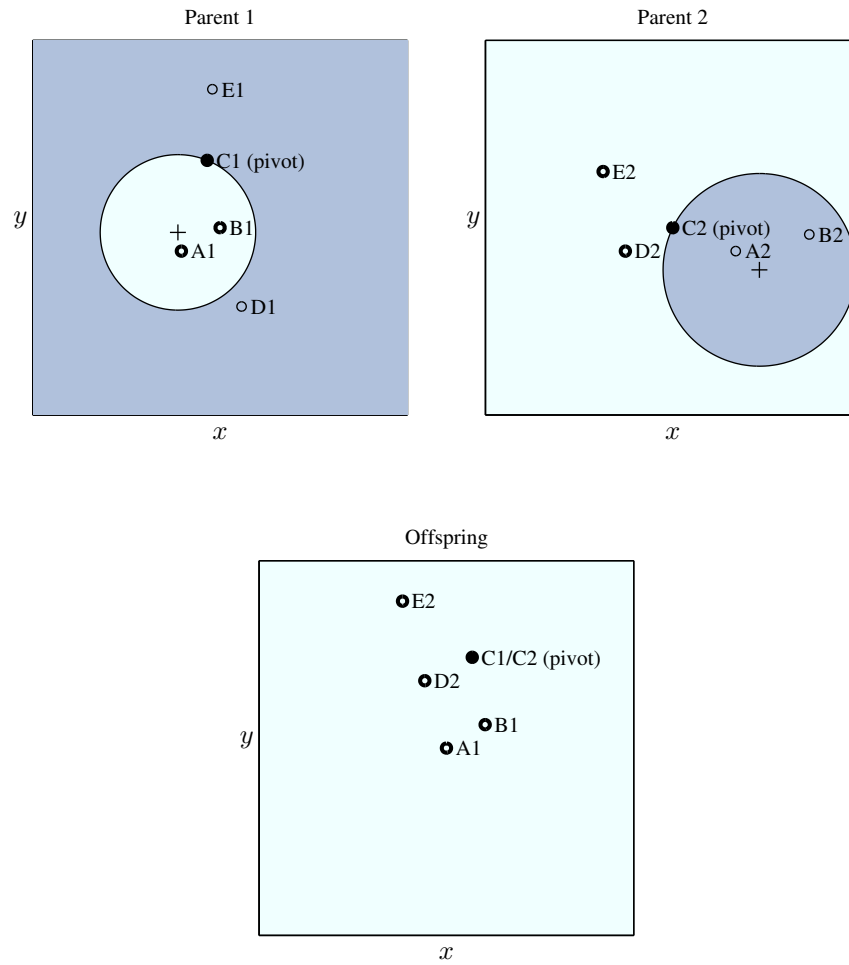 Parent 1
E1
C1 (pivot)
B1
A1
D1
y
x
Parent 2
E2
C2 (pivot)
B2
D2
A2
x
Offspring
E2
C1/C2 (pivot)
D2
B1
A1
y
x